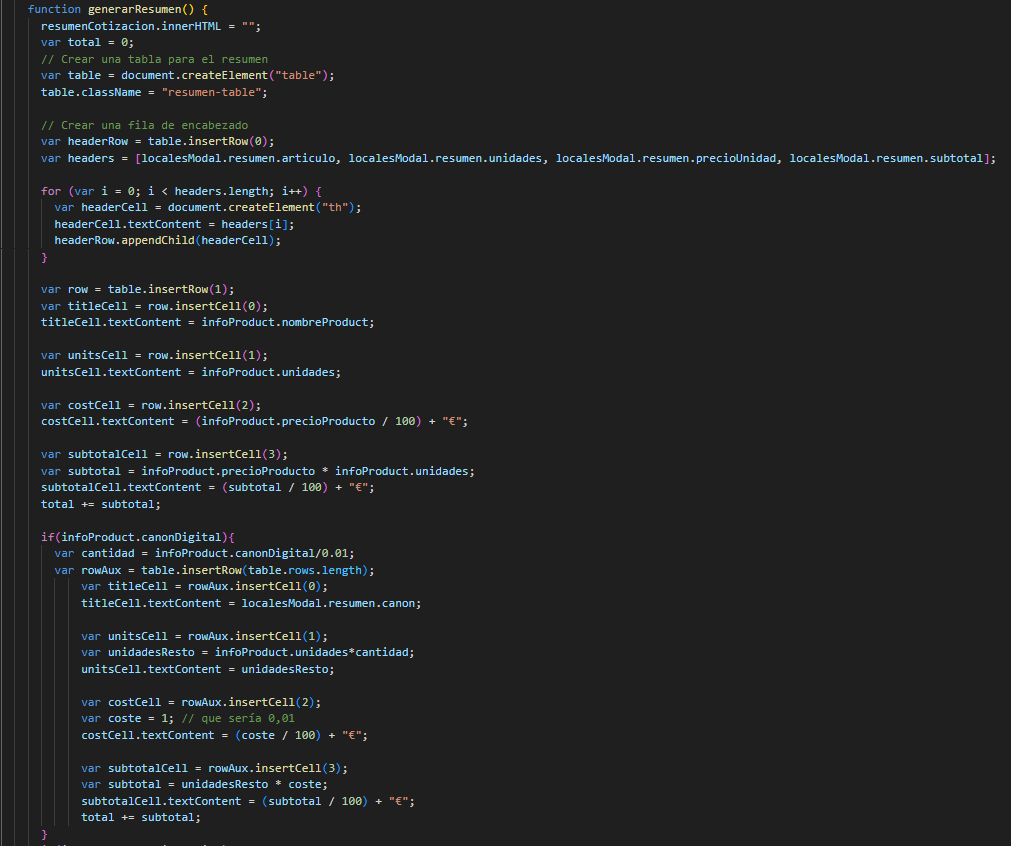 function generarResumen() {
resumenCotizacion.innerHTML = "";
var total = 0;
// Crear una tabla para el resumen
var table = document.createElement("table");
table.className = "resumen-table";
// Crear una fila de encabezado
var headerRow = table.insertRow(0);
var headers = [localesModal.resumen.articulo, localesModal.resumen.unidades, localesModal.resumen.precioUnidad, localesModal.resumen.subtotal];
for (var i = 0; i < headers.length; i++) {
var headerCell = document.createElement("th");
headerCell.textContent = headers[i];
headerRow.appendChild(headerCell);
}
var row = table.insertRow(1);
var titleCell = row.insertCell(0);
titleCell.textContent = infoProduct.nombreProduct;
var unitsCell = row.insertCell(1);
unitsCell.textContent = infoProduct.unidades;
var costCell = row.insertCell(2);
costCell.textContent = (infoProduct.precioProducto / 100) + "€";
var subtotalCell = row.insertCell(3);
var subtotal = infoProduct.precioProducto * infoProduct.unidades;
subtotalCell.textContent = (subtotal / 100) + "€";
total += subtotal;
if(infoProduct.canonDigital){
var cantidad = infoProduct.canonDigital/0.01;
var rowAux = table.insertRow(table.rows.length);
var titleCell = rowAux.insertCell(0);
titleCell.textContent = localesModal.resumen.canon;
var unitsCell = rowAux.insertCell(1);
var unidadesResto = infoProduct.unidades*cantidad;
unitsCell.textContent = unidadesResto;
var costCell = rowAux.insertCell(2);
var coste = 1; // que sería 0,01
costCell.textContent = (coste / 100) + "€";
var subtotalCell = rowAux.insertCell(3);
var subtotal = unidadesResto * coste;
subtotalCell.textContent = (subtotal / 100) + "€";
total += subtotal;
}